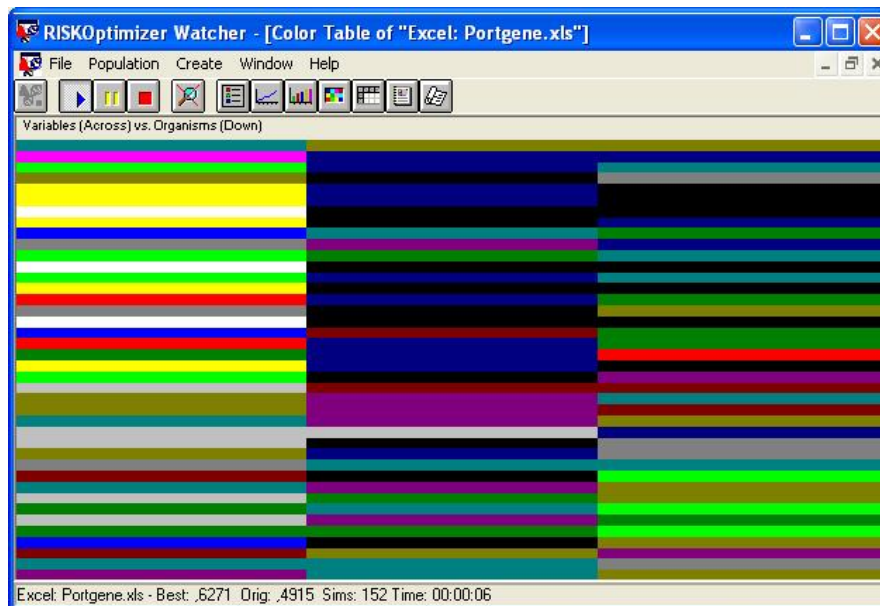 RISKOptimizer Watcher - [Color Table of "Excel: Portgene.xls"]
File Population Create Window Help
Variables (Across) vs. Organisms (Down)
Excel: Portgene.xls - Best: ,6271 Orig: ,4915 Sims: 152 Time: 00:00:06